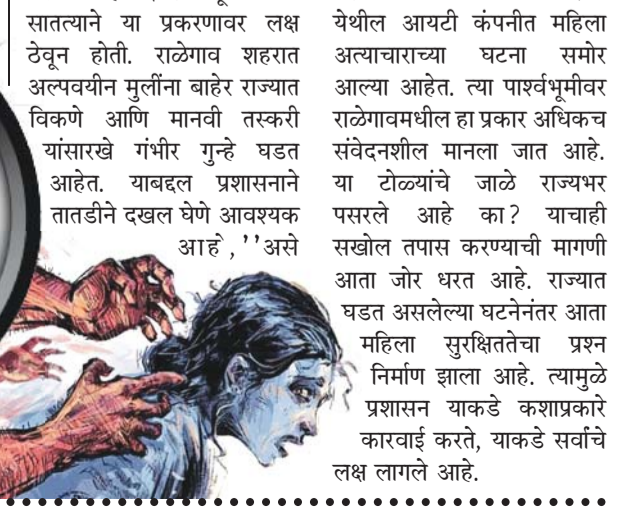 सातत्याने या प्रकरणावर लक्ष
ठेवून होती. राळेगाव शहरात
अल्पवयीन मुलींना बाहेर राज्यात
विकणे आणि मानवी तस्करी
यांसारखे गंभीर गुन्हे घडत
आहेत. याबद्दल प्रशासनाने
तातडीने दखल घेणे आवश्यक
आहे,''असे
येथील आयटी कंपनीत महिला
अत्याचाराच्या घटना समोर
आल्या आहेत. त्या पार्श्वभूमीवर
राळेगावमधील हा प्रकार अधिकच
संवेदनशील मानला जात आहे.
या टोळ्यांचे जाळे राज्यभर
पसरले आहे का? याचाही
सखोल तपास करण्याची मागणी
आता जोर धरत आहे. राज्यात
घडत असलेल्या घटनेनंतर आता
महिला सुरक्षिततेचा प्रश्न
निर्माण झाला आहे. त्यामुळे
प्रशासन याकडे कशाप्रकारे
कारवाई करते, याकडे सर्वांचे
लक्ष लागले आहे.